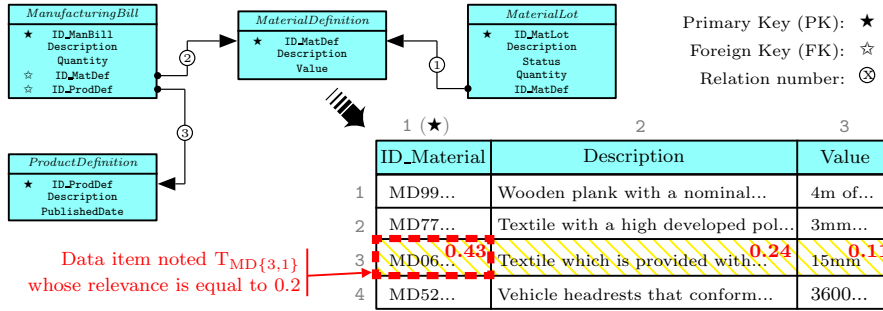 ManufacturingBill
★ ID_ManBill
Description
Quantity
☆ ID_MatDef
☆ ID_ProdDef
MaterialDefinition
★ ID_MatDef
Description
Value
MaterialLot
★ ID_MatLot
Description
Status
Quantity
ID_MatDef
Primary Key (PK): ★
Foreign Key (FK): ☆
Relation number: ⓧ
2
1
3
ProductDefinition
★ ID_ProdDef
Description
PublishedDate
1 (★) 2 3
ID_Material Description Value
1 MD99... Wooden plank with a nominal... 4m of...
2 MD77... Textile with a high developed pol... 3mm...
3 MD06... 0.43 Textile which is provided with... 0.24 15mm 0.11
4 MD52... Vehicle headrests that conform... 3600...
Data item noted T_MD{3,1}
whose relevance is equal to 0.2